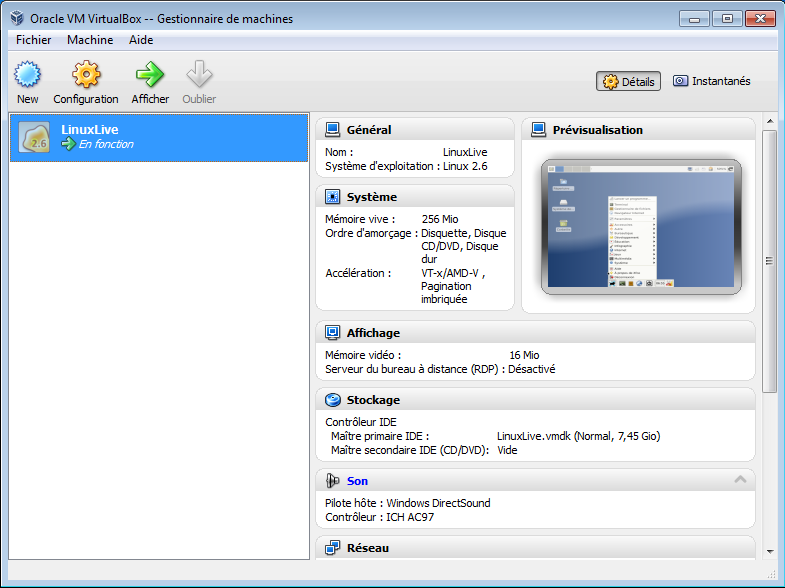 Oracle VM VirtualBox -- Gestionnaire de machines
Fichier Machine Aide
New Configuration Afficher Oublier
Détails Instantanés
LinuxLive
2.6
En fonction
Général
Nom : LinuxLive
Système d'exploitation : Linux 2.6
Système
Mémoire vive : 256 Mio
Ordre d'amorçage : Disquette, Disque
CD/DVD, Disque
dur
Accélération : VT-x/AMD-V ,
Pagination
imbriquée
Prévisualisation
Affichage
Mémoire vidéo : 16 Mio
Serveur du bureau à distance (RDP) : Désactivé
Stockage
Contrôleur IDE
Maître primaire IDE : LinuxLive.vmdk (Normal, 7,45 Gio)
Maître secondaire IDE (CD/DVD): Vide
Son
Pilote hôte : Windows DirectSound
Contrôleur : ICH AC97
Réseau